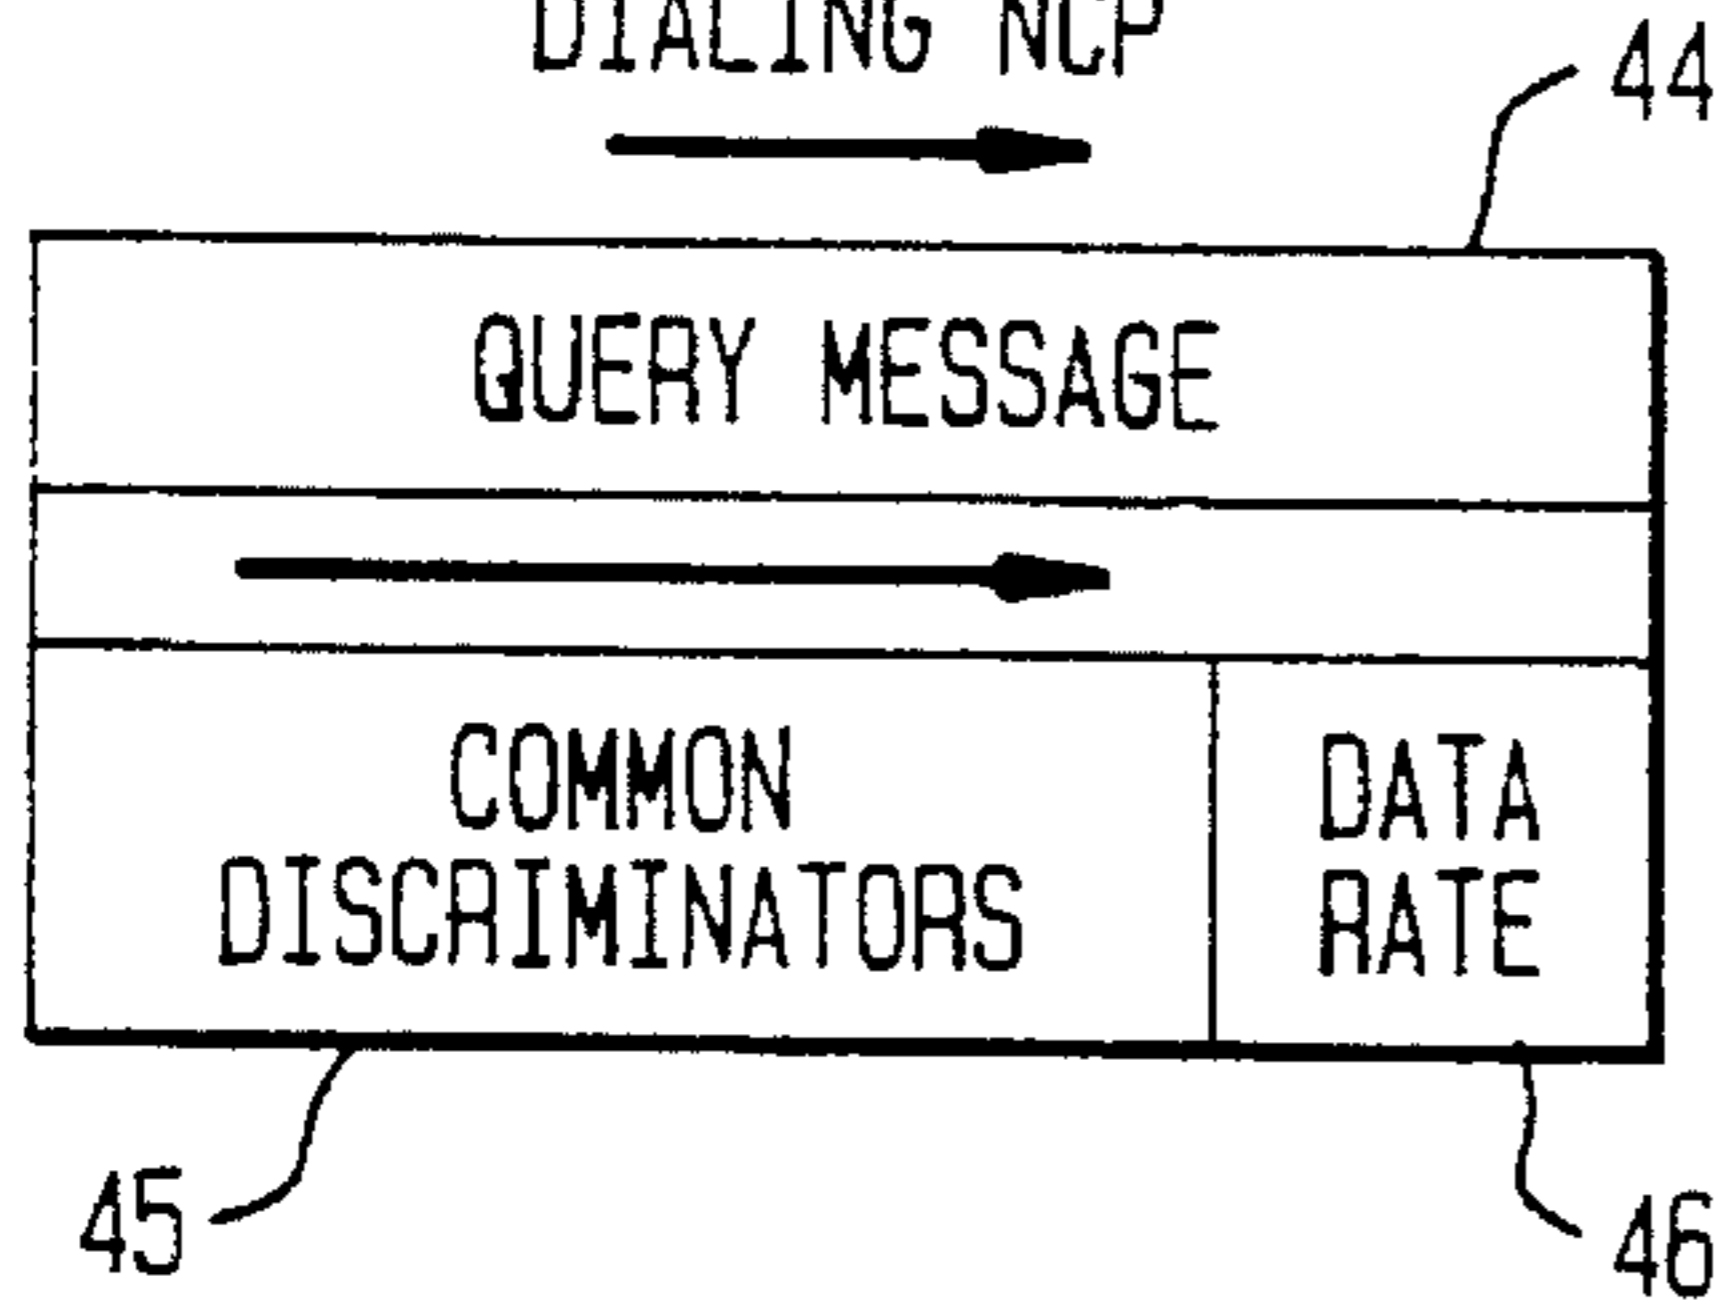 DIALING NCP
44
QUERY MESSAGE
COMMON
DISCRIMINATORS
DATA
RATE
45
46